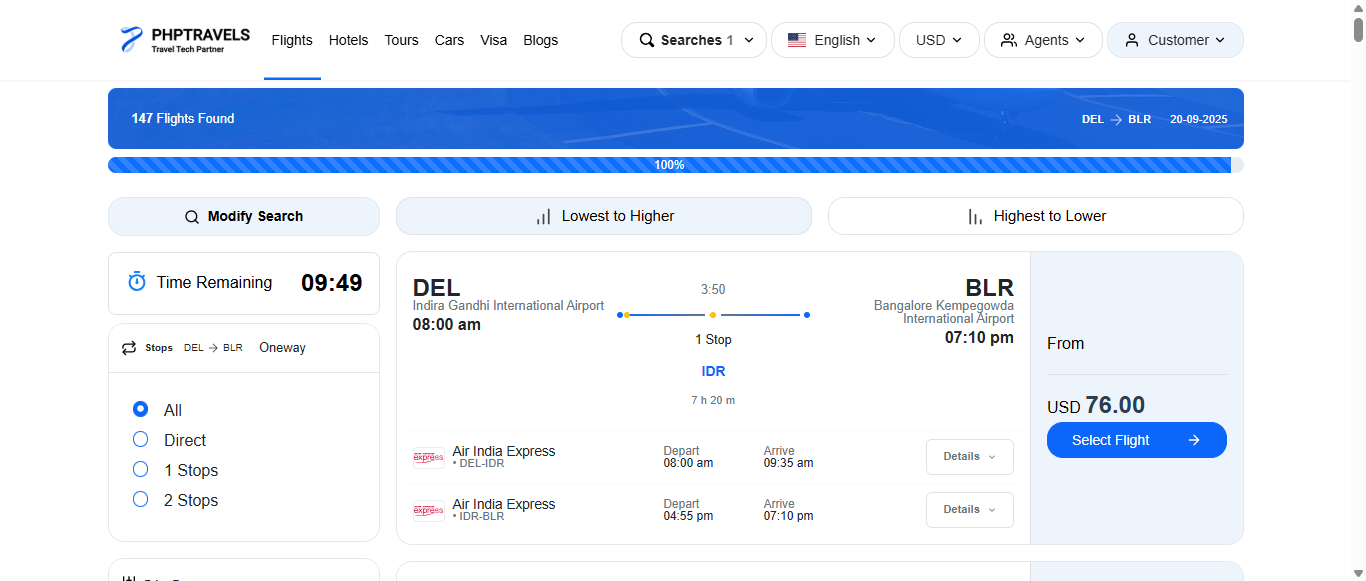 PHPTRAVELS
Travel Tech Partner
Flights Hotels Tours Cars Visa Blogs
Searches 1
English
USD
Agents
Customer
147 Flights Found
DEL → BLR 20-09-2025
100%
Modify Search
Lowest to Higher
Highest to Lower
Time Remaining 09:49
Stops DEL → BLR Oneway
All
Direct
1 Stops
2 Stops
DEL
Indira Gandhi International Airport
08:00 am
3:50
1 Stop
IDR
7 h 20 m
BLR
Bangalore Kempegowda
International Airport
07:10 pm
express
Air India Express
• DEL-IDR
Depart
08:00 am
Arrive
09:35 am
Details
express
Air India Express
• IDR-BLR
Depart
04:55 pm
Arrive
07:10 pm
Details
From
USD 76.00
Select Flight →